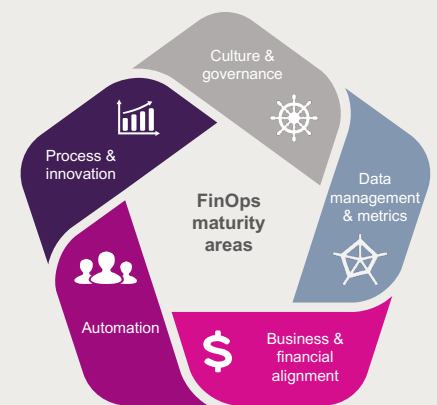 Culture &
governance
Data
management
& metrics
Business &
financial
alignment
$
Automation
Process &
innovation
FinOps
maturity
areas